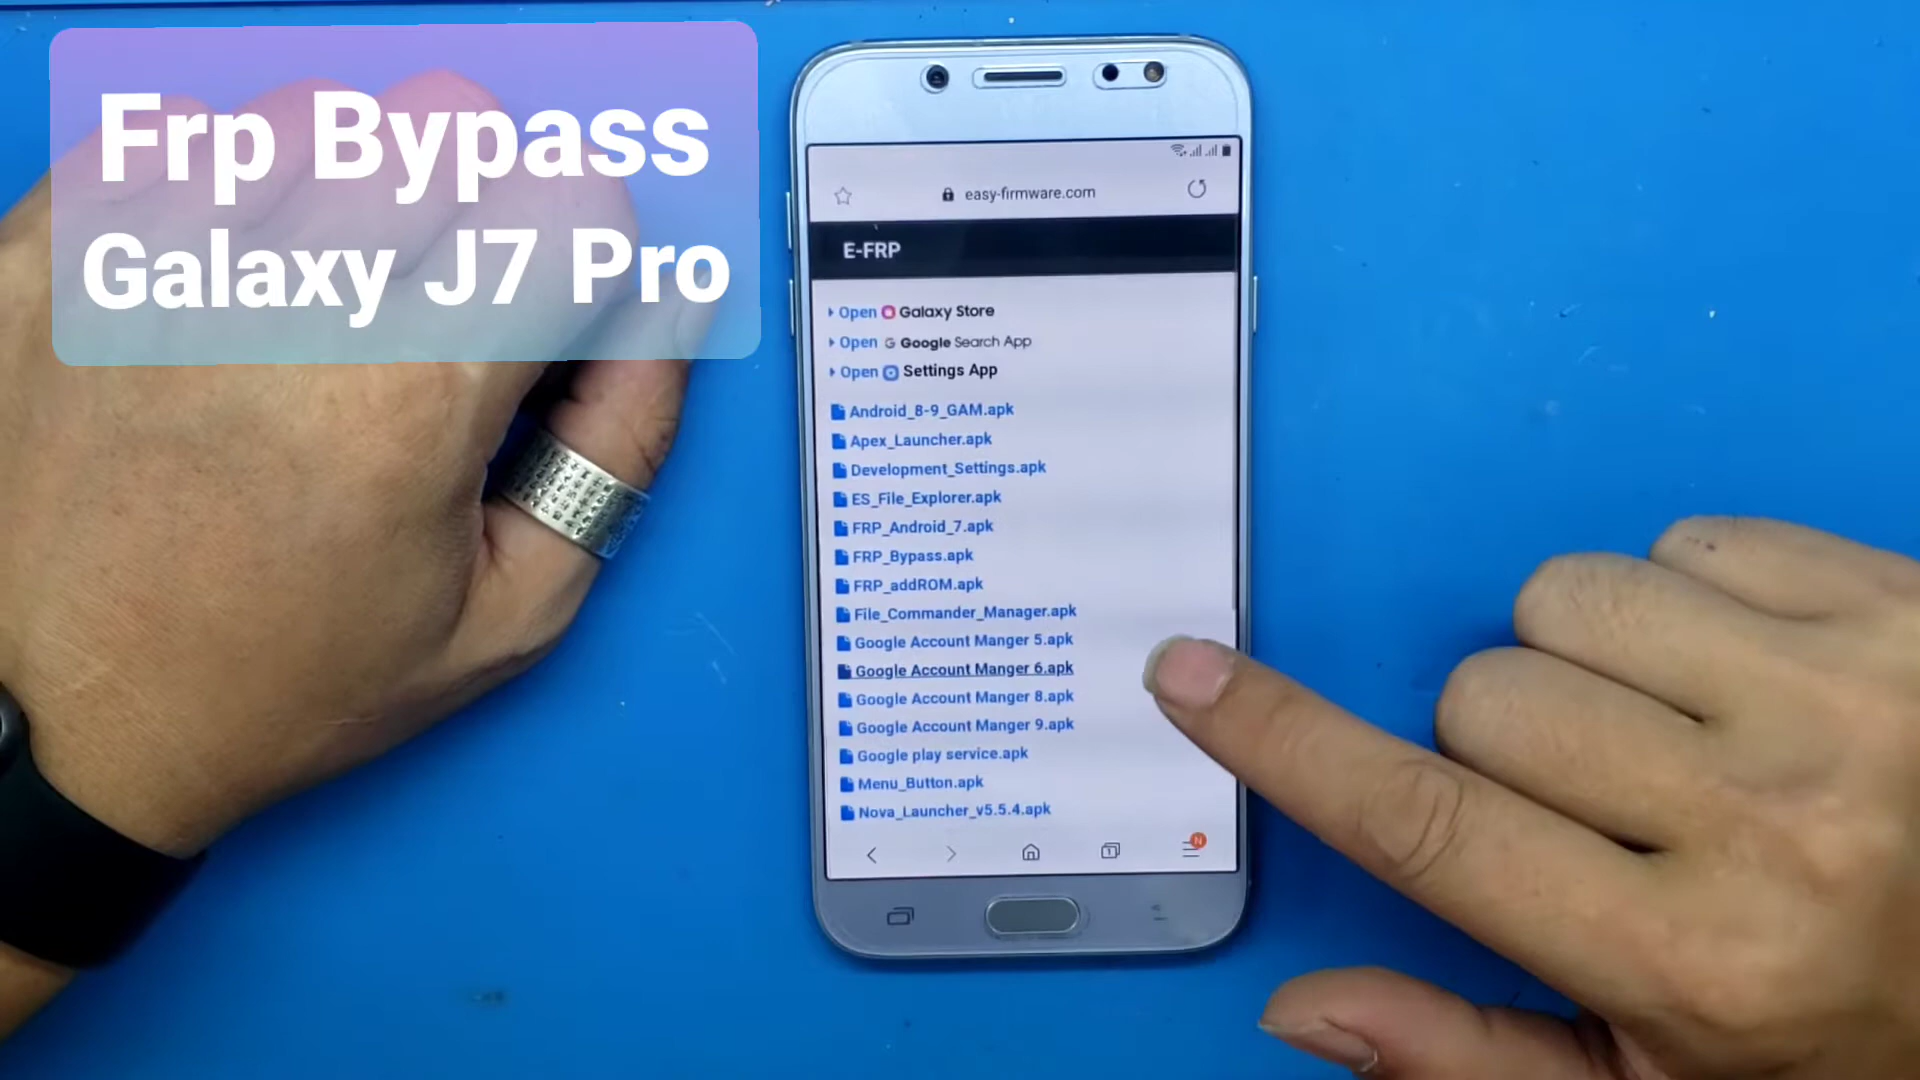 Frp Bypass
Galaxy J7 Pro
easy-firmware.com
E-FRP
Open Galaxy Store
Open G Google Search App
Open Settings App
Android_8-9_GAM.apk
Apex_Launcher.apk
Development_Settings.apk
ES_File_Explorer.apk
FRP_Android_7.apk
FRP_Bypass.apk
FRP_addROM.apk
File_Commander_Manager.apk
Google Account Manger 5.apk
Google Account Manger 6.apk
Google Account Manger 8.apk
Google Account Manger 9.apk
Google play service.apk
Menu_Button.apk
Nova_Launcher_v5.5.4.apk
1
N